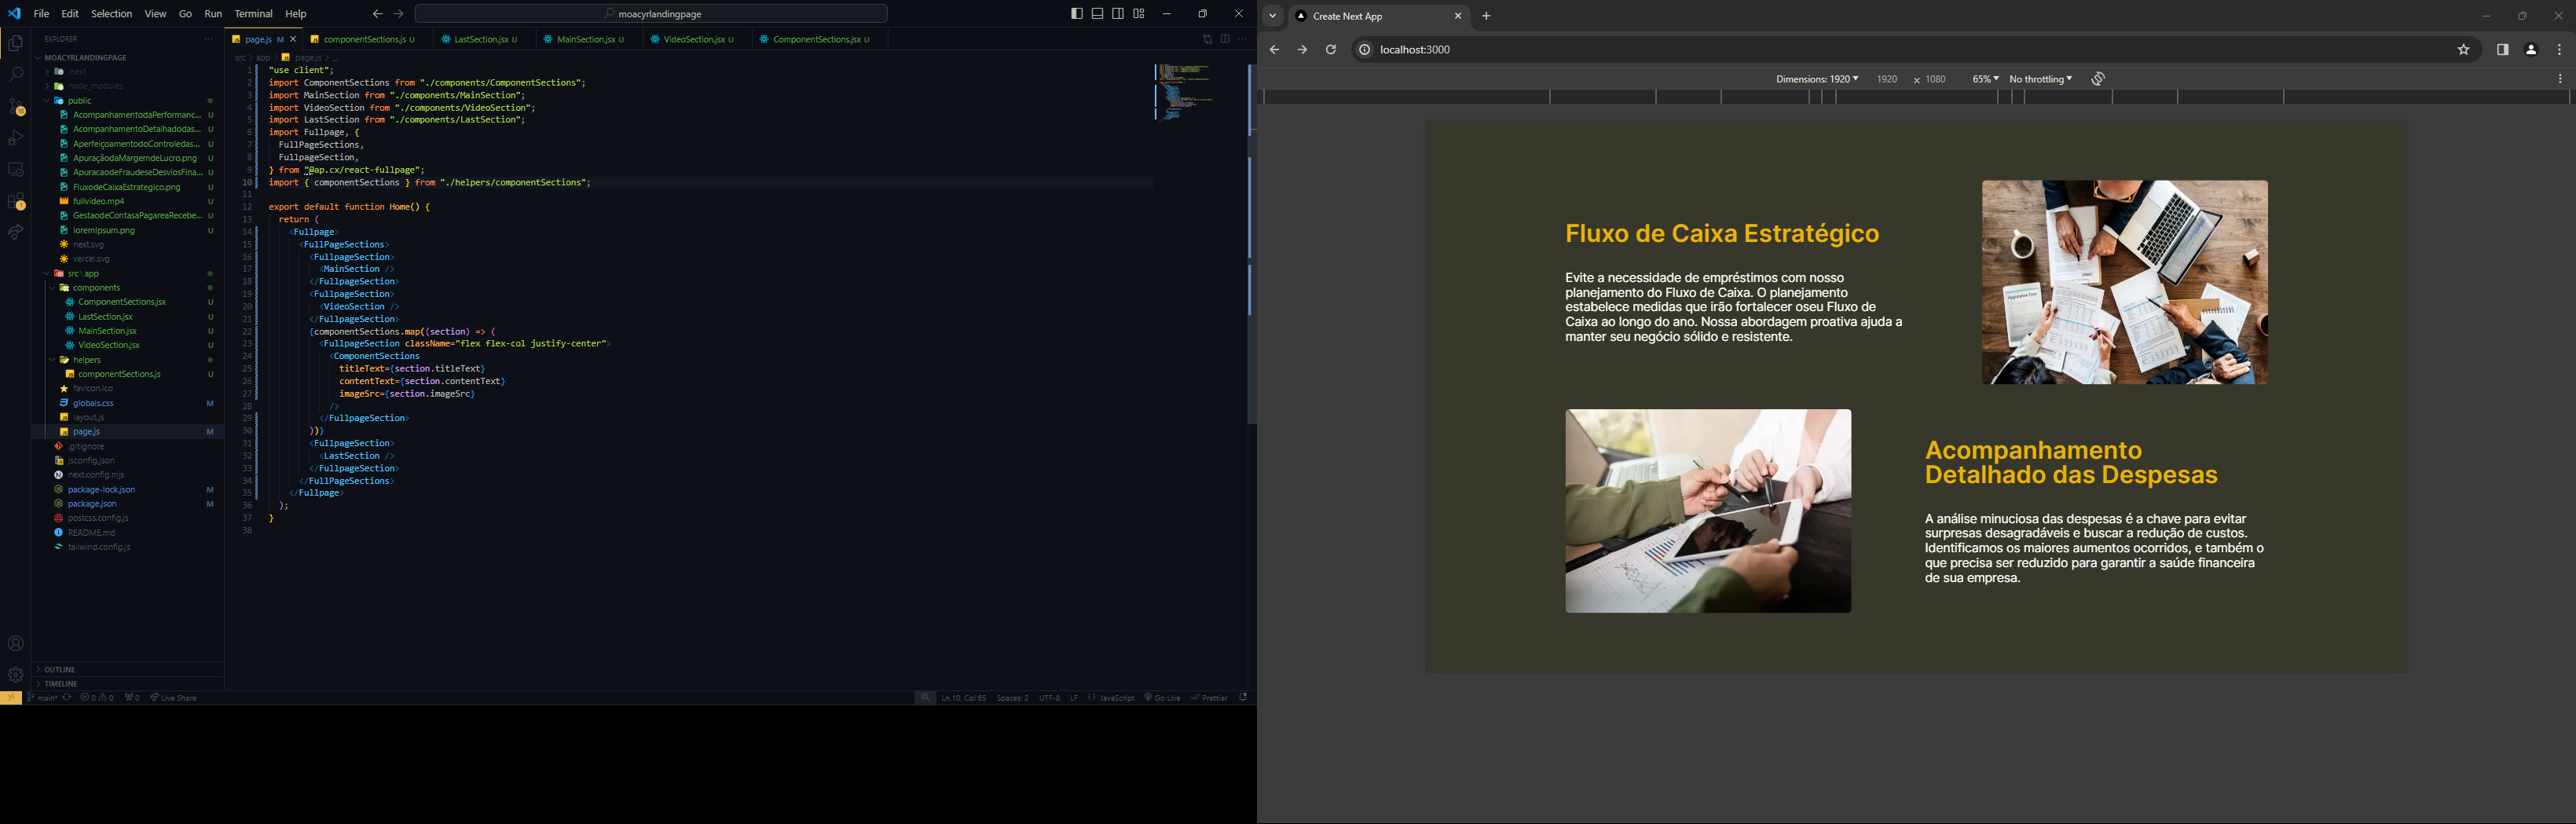 File Edit Selection View Go Run Terminal Help
moacyrlandingpage
EXPLORER
MOACYRLANDINGPAGE
.next
node_modules
public
AcompanhamentodaPerformanc... U
AcompanhamentoDetalhadodas... U
AperfeiçoamentodoControledas... U
ApuraçãodaMargemdeLucro.png U
ApuracaodeFraudeseDesviosFina... U
FluxodeCaixaEstrategico.png U
fullvideo.mp4 U
GestaodeContasaPagareaRecebe... U
loremIpsum.png U
next.svg
vercel.svg
src\app
components
ComponentSections.jsx U
LastSection.jsx U
MainSection.jsx U
VideoSection.jsx U
helpers
componentSections.js U
favicon.ico
globals.css M
layout.js
page.js M
.gitignore
jsconfig.json
next.config.mjs
package-lock.json M
package.json M
postcss.config.js
README.md
tailwind.config.js
OUTLINE
TIMELINE
page.js M componentSections.js U LastSection.jsx U MainSection.jsx U VideoSection.jsx U ComponentSections.jsx U
src > app > page.js > ...
1 "use client";
2 import ComponentSections from "./components/ComponentSections";
3 import MainSection from "./components/MainSection";
4 import VideoSection from "./components/VideoSection";
5 import LastSection from "./components/LastSection";
6 import Fullpage, {
7 FullPageSections,
8 FullpageSection,
9 } from "@ap.cx/react-fullpage";
10 import { componentSections } from "./helpers/componentSections";
11
12 export default function Home() {
13 return (
14 <Fullpage>
15 <FullPageSections>
16 <FullpageSection>
17 <MainSection />
18 </FullpageSection>
19 <FullpageSection>
20 <VideoSection />
21 </FullpageSection>
22 {componentSections.map((section) => (
23 <FullpageSection className="flex flex-col justify-center">
24 <ComponentSections
25 titleText={section.titleText}
26 contentText={section.contentText}
27 imageSrc={section.imageSrc}
28 />
29 </FullpageSection>
30 ))}
31 <FullpageSection>
32 <LastSection />
33 </FullpageSection>
34 </FullPageSections>
35 </Fullpage>
36 );
37 }
38
main* 0 0 0 Live Share
Ln 10, Col 65 Spaces: 2 UTF-8 LF JavaScript Go Live Prettier
Create Next App
localhost:3000
Dimensions: 1920 1920 × 1080 65% No throttling
Fluxo de Caixa Estratégico
Evite a necessidade de empréstimos com nosso
planejamento do Fluxo de Caixa. O planejamento
estabelece medidas que irão fortalecer oseu Fluxo de
Caixa ao longo do ano. Nossa abordagem proativa ajuda a
manter seu negócio sólido e resistente.
Acompanhamento
Detalhado das Despesas
A análise minuciosa das despesas é a chave para evitar
surpresas desagradáveis e buscar a redução de custos.
Identificamos os maiores aumentos ocorridos, e também o
que precisa ser reduzido para garantir a saúde financeira
de sua empresa.